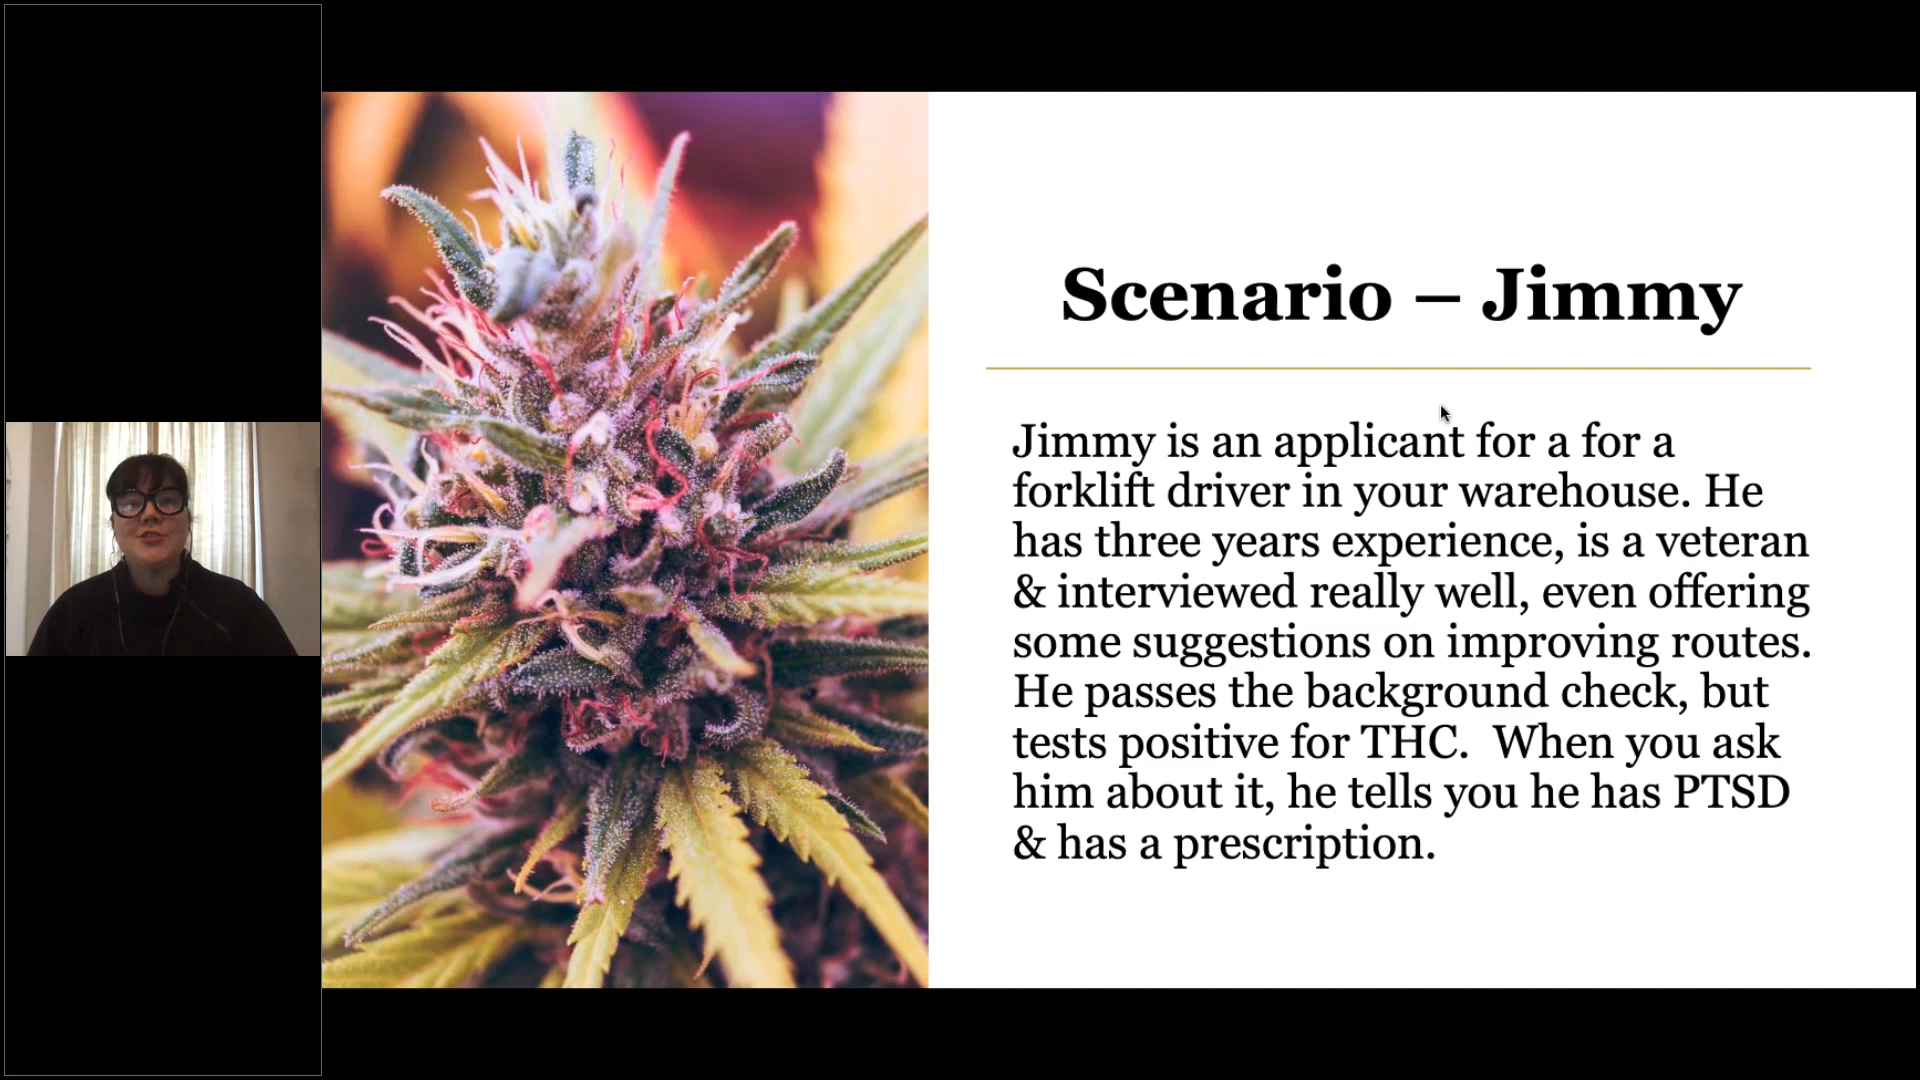 Scenario – Jimmy
Jimmy is an applicant for a for a
forklift driver in your warehouse. He
has three years experience, is a veteran
& interviewed really well, even offering
some suggestions on improving routes.
He passes the background check, but
tests positive for THC.  When you ask
him about it, he tells you he has PTSD
& has a prescription.